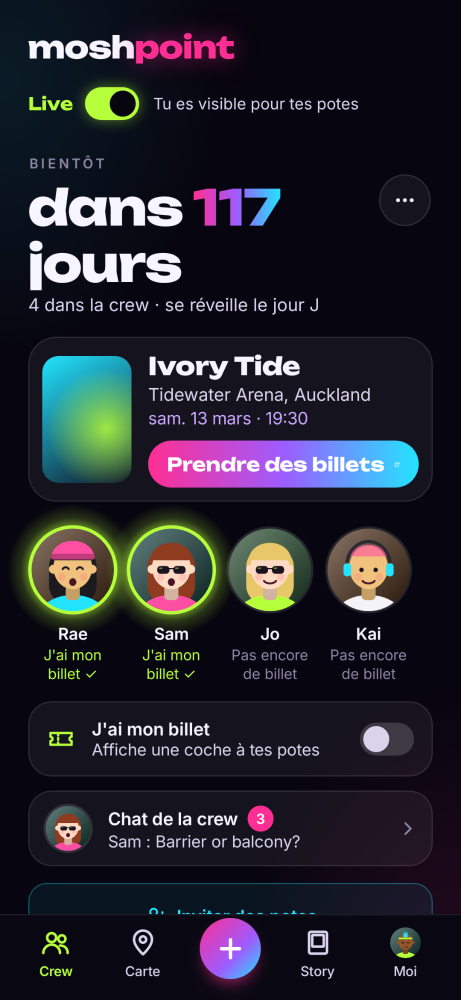 moshpoint
Live
Tu es visible pour tes potes
BIENTÔT
dans 117
jours
4 dans la crew · se réveille le jour J
Ivory Tide
Tidewater Arena, Auckland
sam. 13 mars · 19:30
Prendre des billets
Rae
J'ai mon
billet ✓
Sam
J'ai mon
billet ✓
Jo
Pas encore
de billet
Kai
Pas encore
de billet
J'ai mon billet
Affiche une coche à tes potes
Chat de la crew 3
Sam : Barrier or balcony?
Inviter des potes
Crew
Carte
Story
Moi